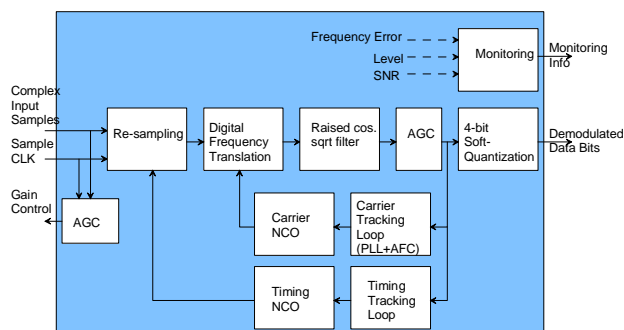 Frequency Error
Level
SNR
Monitoring
Monitoring
Info
Complex
Input
Samples
Sample
CLK
Gain
Control
Re-sampling
Digital
Frequency
Translation
Raised cos.
sqrt filter
AGC
4-bit
Soft-
Quantization
Demodulated
Data Bits
AGC
Carrier
NCO
Carrier
Tracking
Loop
(PLL+AFC)
Timing
NCO
Timing
Tracking
Loop